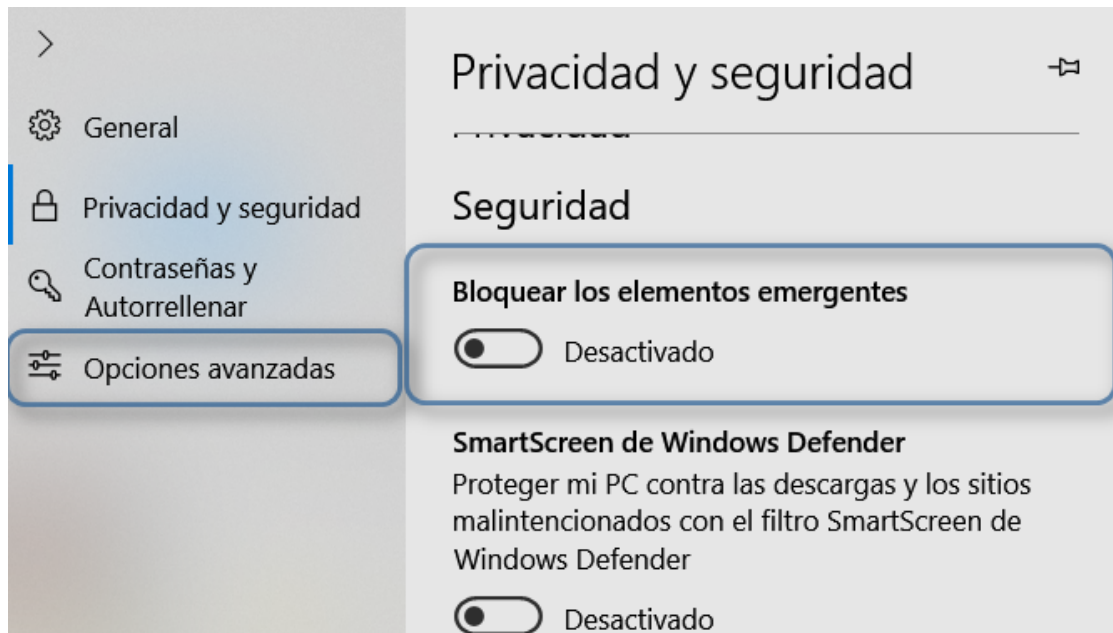 General
Privacidad y seguridad
Contraseñas y
Autorrellenar
Opciones avanzadas
Privacidad y seguridad
Privacidad
Seguridad
Bloquear los elementos emergentes
Desactivado
SmartScreen de Windows Defender
Proteger mi PC contra las descargas y los sitios
malintencionados con el filtro SmartScreen de
Windows Defender
Desactivado